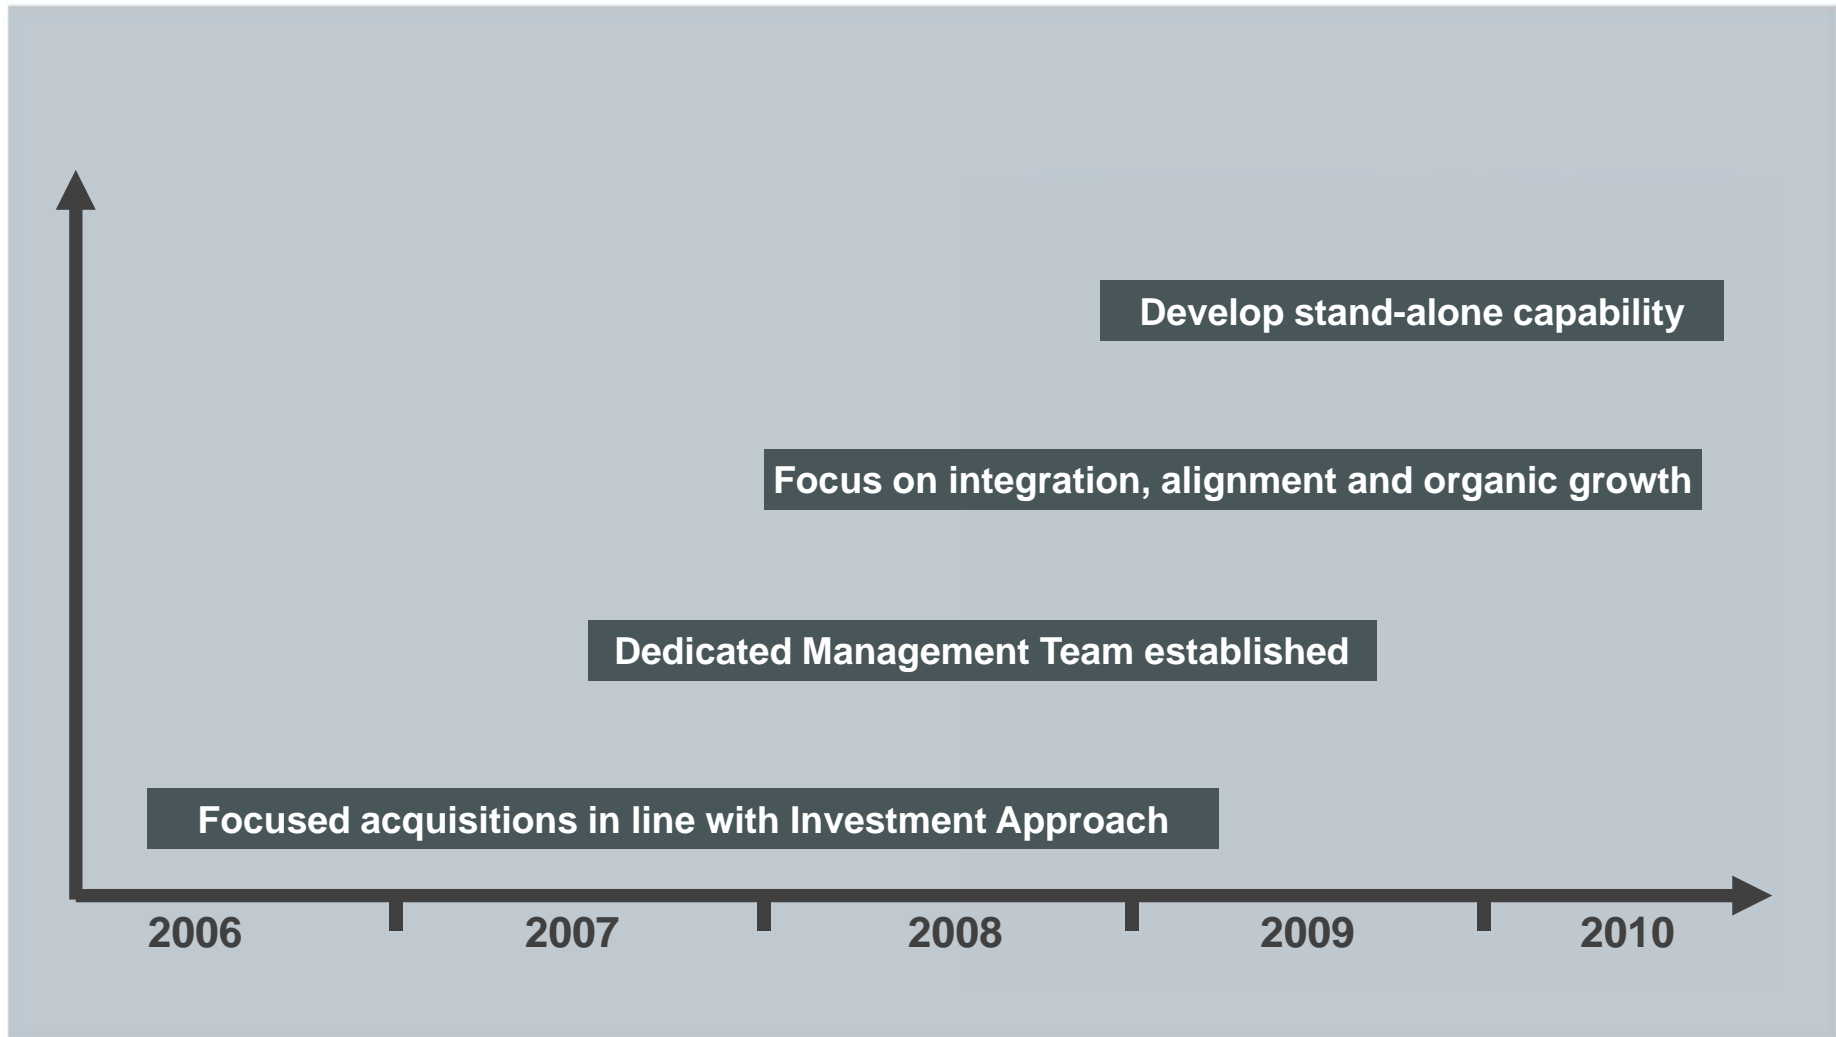 Develop stand-alone capability
Focus on integration, alignment and organic growth
Dedicated Management Team established
Focused acquisitions in line with Investment Approach
2006 2007 2008 2009 2010